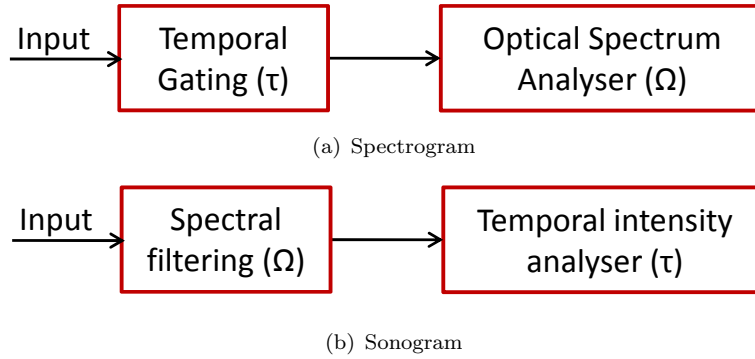 Input
Temporal
Gating (τ)
Optical Spectrum
Analyser (Ω)
(a) Spectrogram
Input
Spectral
filtering (Ω)
Temporal intensity
analyser (τ)
(b) Sonogram